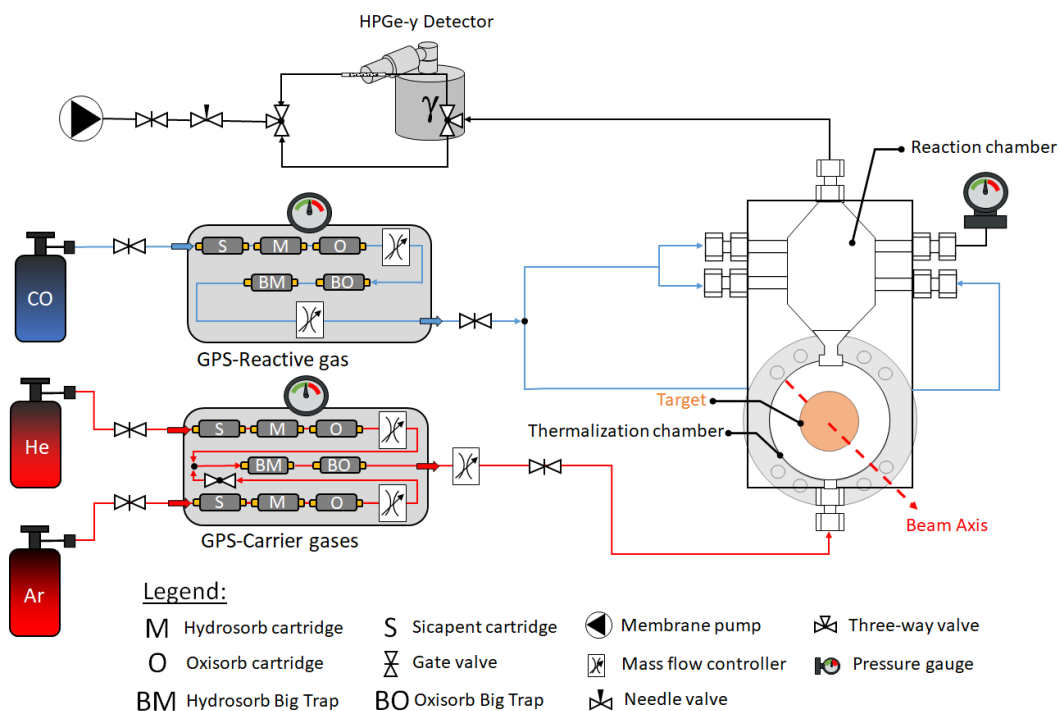 HPGe-y Detector
γ
Reaction chamber
CO
S M O
BM BO
GPS-Reactive gas
He
S M O
BM BO
S M O
GPS-Carrier gases
Ar
Target
Thermalization chamber
Beam Axis
Legend:
M Hydrosorb cartridge
S Sicapent cartridge
Membrane pump
Three-way valve
O Oxisorb cartridge
Gate valve
Mass flow controller
Pressure gauge
BM Hydrosorb Big Trap
BO Oxisorb Big Trap
Needle valve